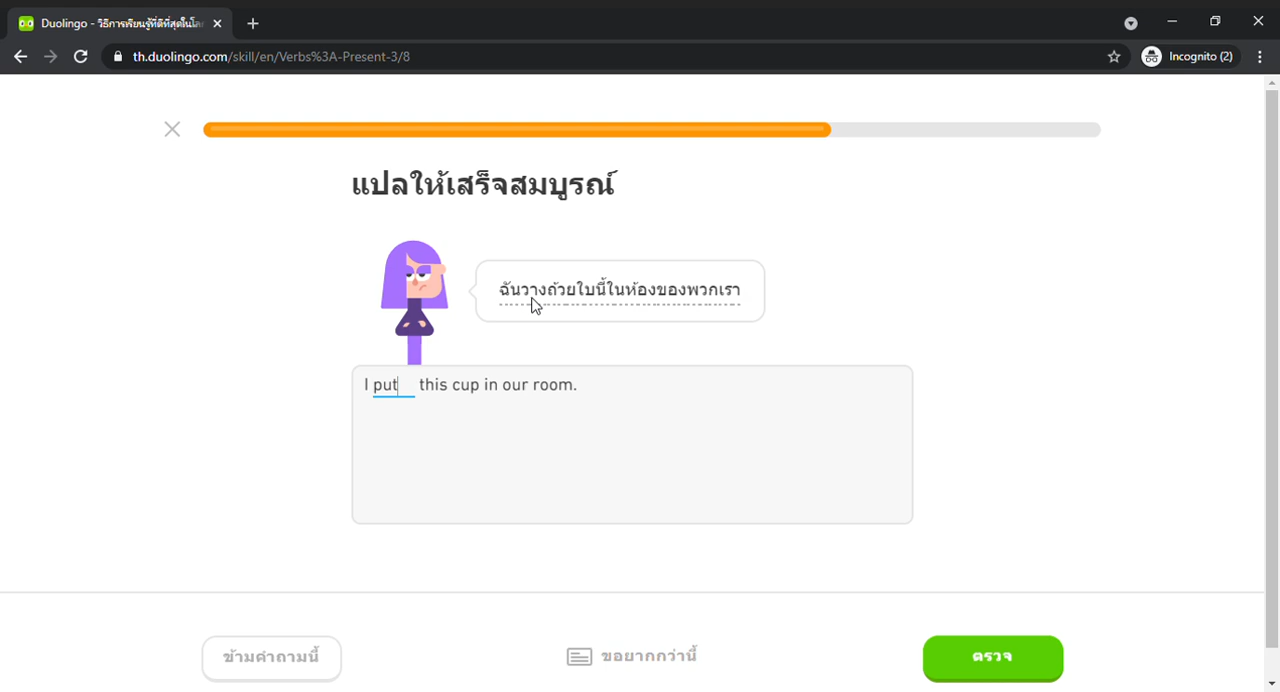 Duolingo - วิธีการเรียนรู้ที่ดีที่สุดในโล
th.duolingo.com/skill/en/Verbs%3A-Present-3/8
Incognito (2)
แปลให้เสร็จสมบูรณ์
ฉันวางถ้วยใบนี้ในห้องของพวกเรา
I put this cup in our room.
ข้ามคำถามนี้
ขอยากกว่านี้
ตรวจ